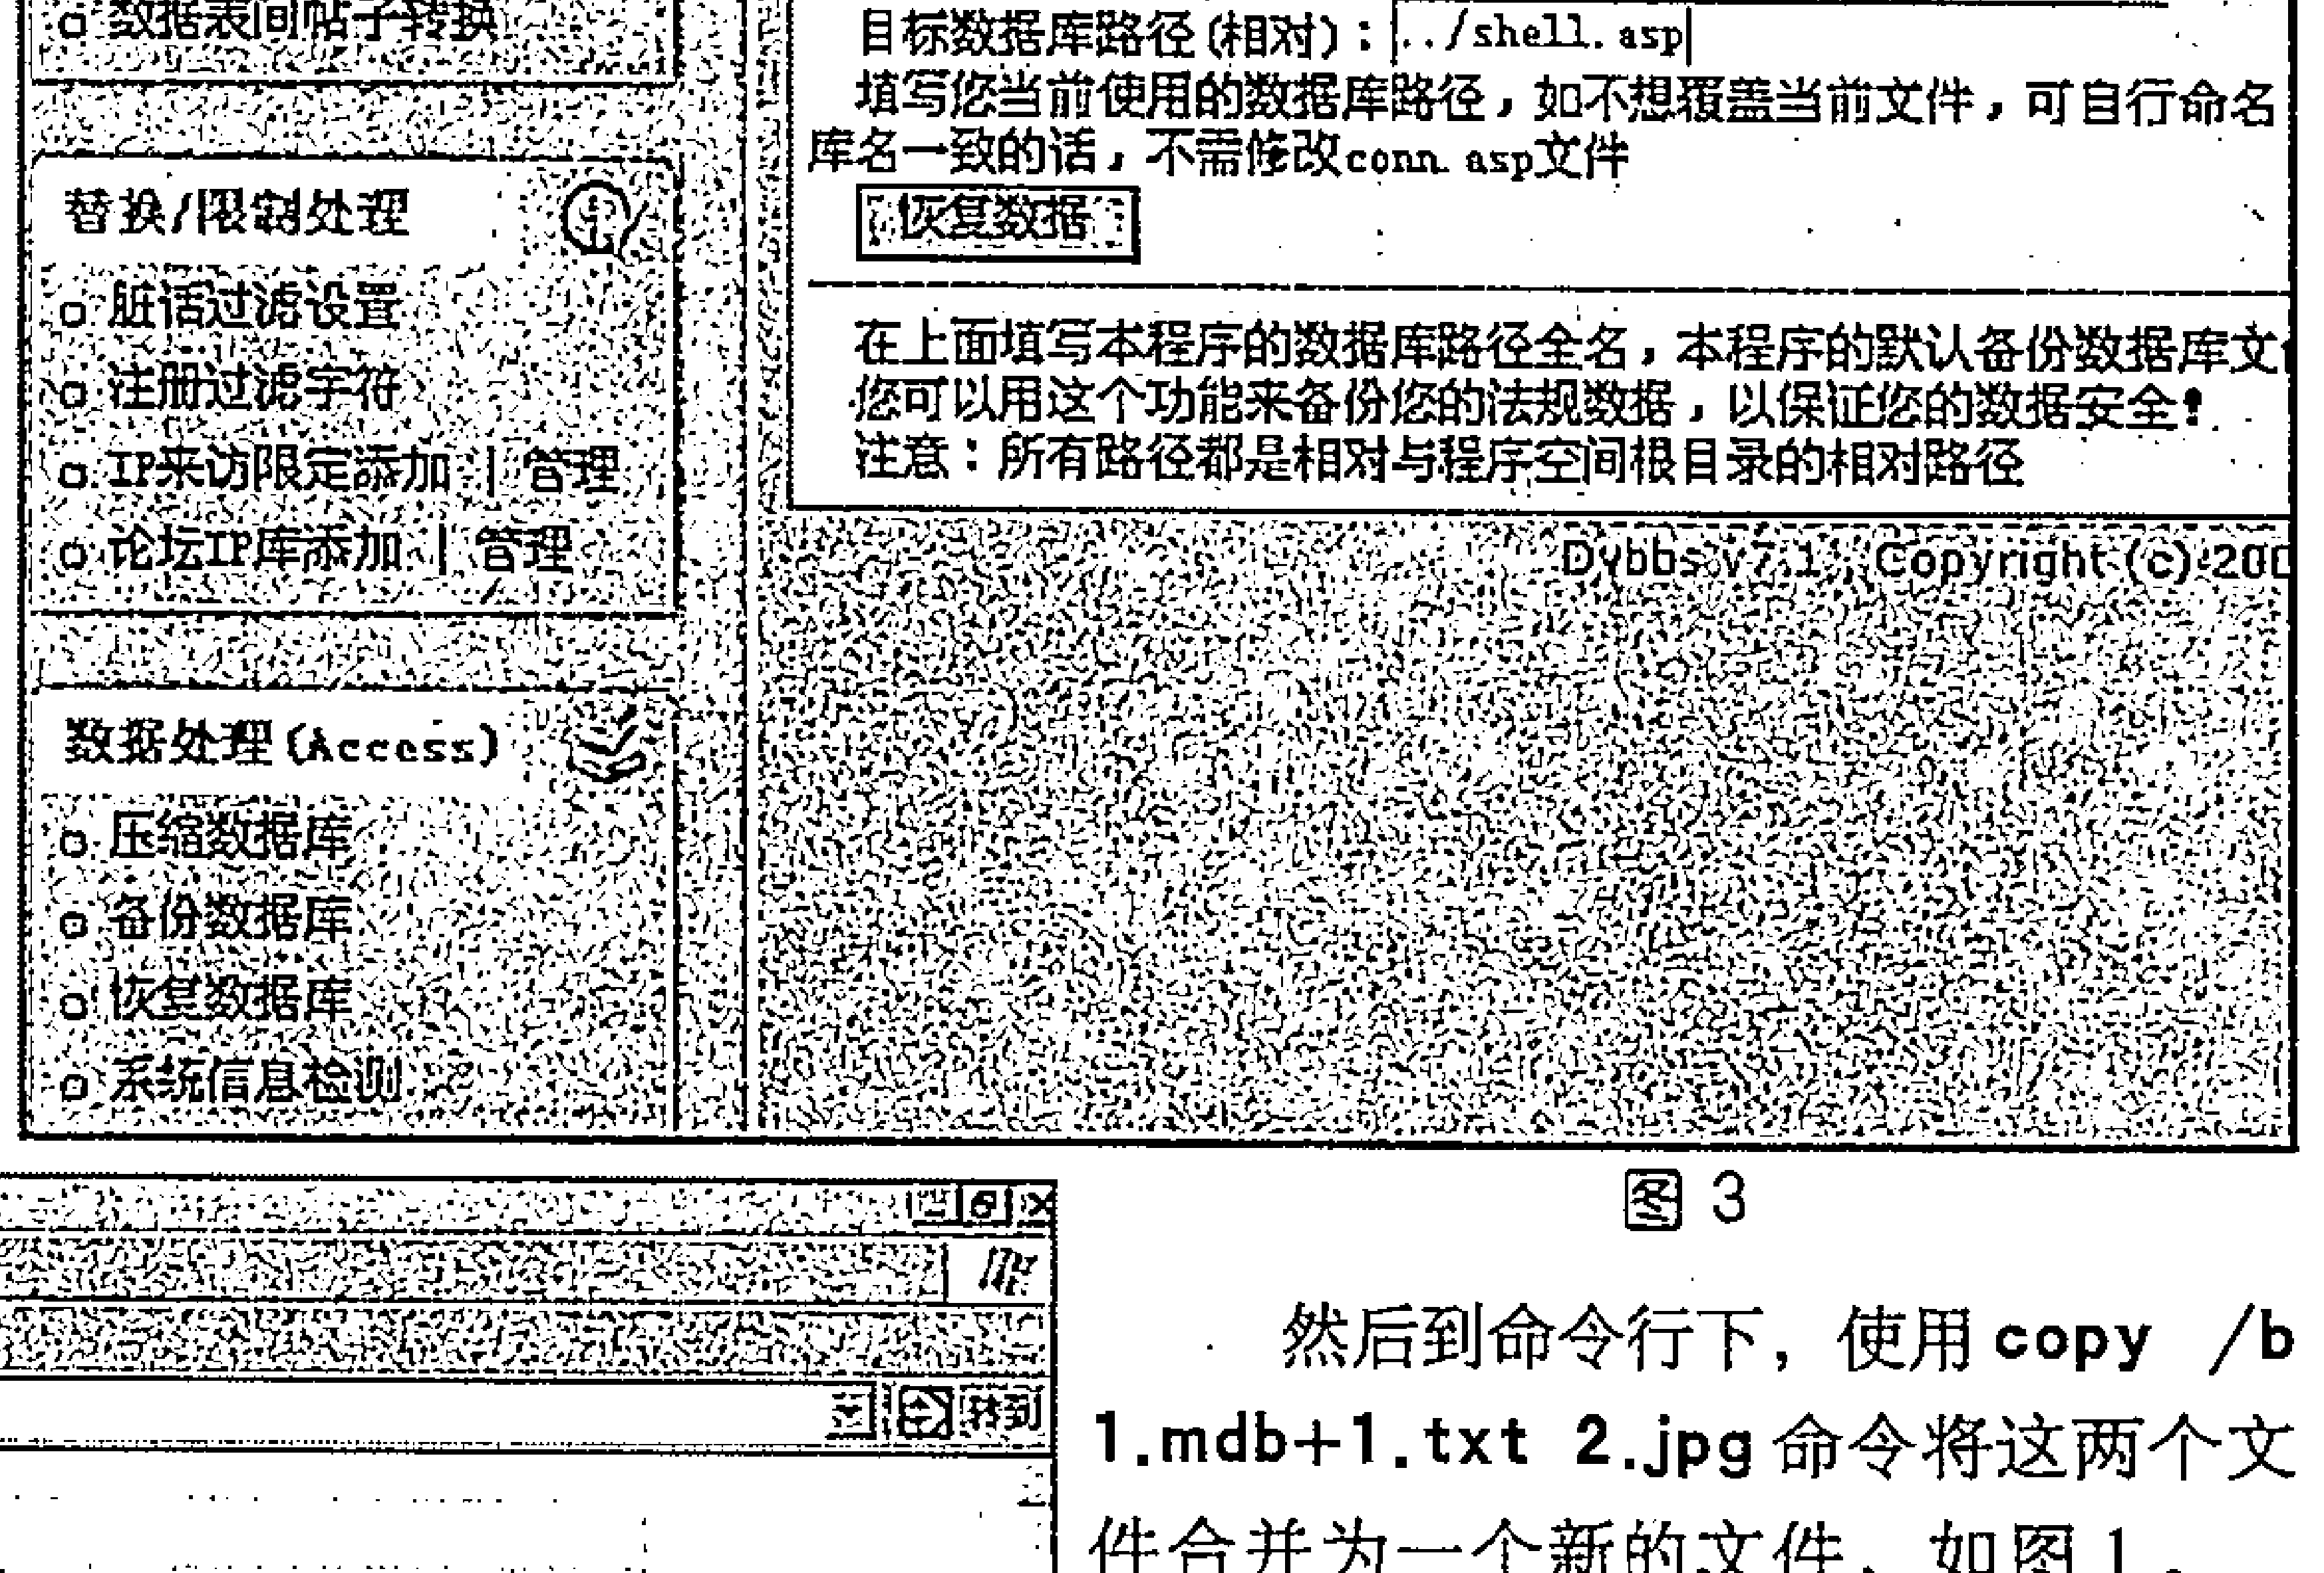 数据表间帖子转换
替换/限制处理
脏话过滤设置
注册过滤字符
IP来访限定添加 | 管理
论坛IP库添加 | 管理
数据处理(Access)
压缩数据库
备份数据库
恢复数据库
系统信息检测
目标数据库路径(相对)：../shell.asp
填写您当前使用的数据库路径，如不想覆盖当前文件，可自行命名
库名一致的话，不需修改conn.asp文件
恢复数据
在上面填写本程序的数据库路径全名，本程序的默认备份数据库文
您可以用这个功能来备份您的法规数据，以保证您的数据安全！
注意：所有路径都是相对与程序空间根目录的相对路径
Dvbbs v7.1, Copyright (c) 200
图 3
转到
然后到命令行下，使用 copy /b
1.mdb+1.txt 2.jpg 命令将这两个文
件合并为一个新的文件，如图 1。